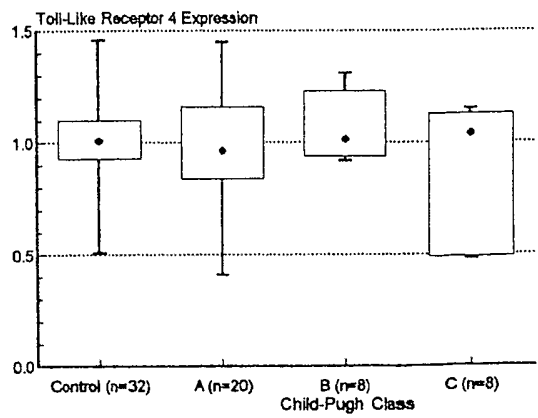 Toll-Like Receptor 4 Expression
1.5
1.0
0.5
0.0
Control (n=32) A (n=20) B (n=8) C (n=8)
Child-Pugh Class